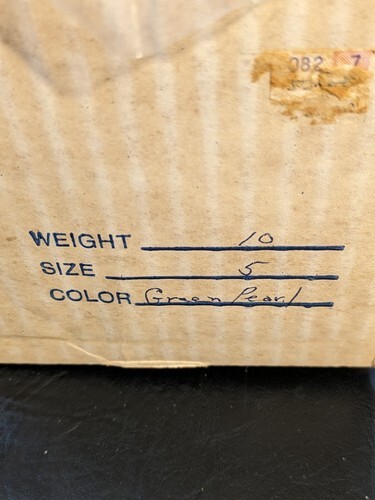 082 7
WEIGHT 10
SIZE 5
COLOR Green Pearl